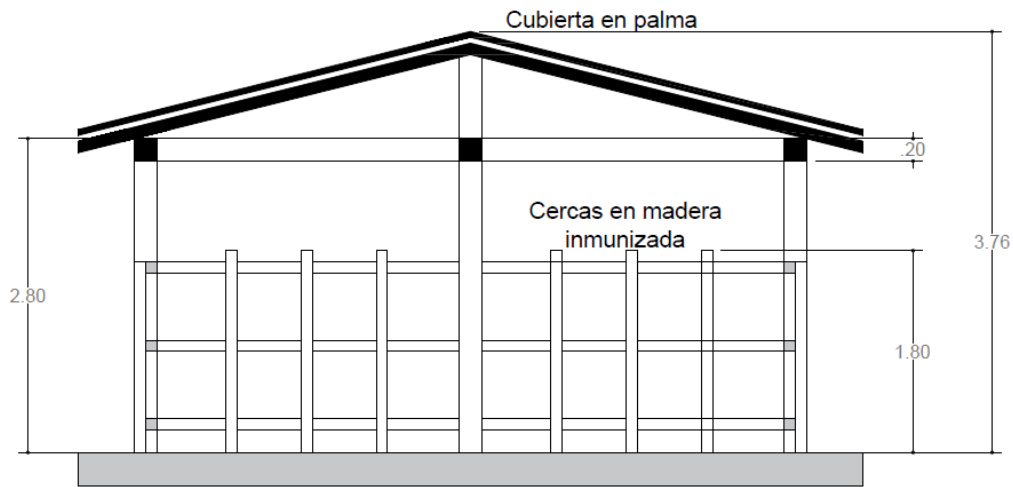 Cubierta en palma
.20
Cercas en madera
inmunizada
3.76
2.80
1.80